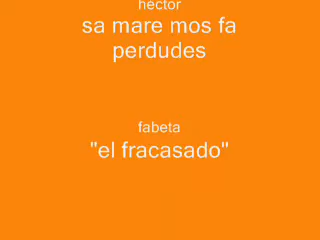 hector
sa mare mos fa
perdudes
fabeta
"el fracasado"